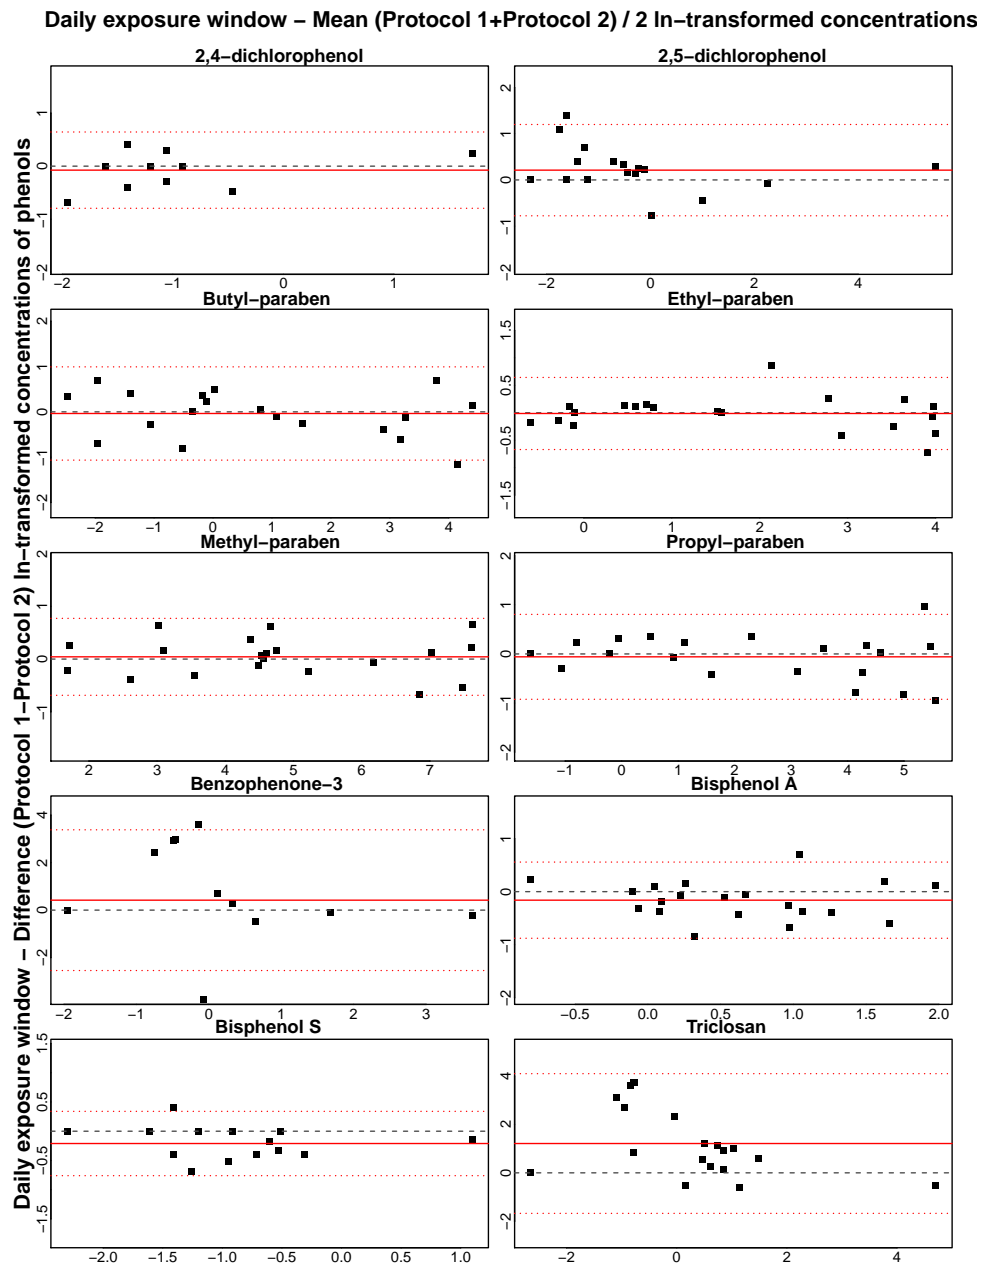 Daily exposure window − Mean (Protocol 1+Protocol 2) / 2 ln−transformed concentrations
Daily exposure window − Difference (Protocol 1−Protocol 2) ln−transformed concentrations of phenols
2,4−dichlorophenol
1
0
−1
−2
−2 −1 0 1
2,5−dichlorophenol
2
1
0
−1
−2
−2 0 2 4
Butyl−paraben
2
1
0
−1
−2
−2 −1 0 1 2 3 4
Ethyl−paraben
1.5
0.5
−0.5
−1.5
0 1 2 3 4
Methyl−paraben
2
1
0
−1
2 3 4 5 6 7
Propyl−paraben
2
1
0
−1
−2
−1 0 1 2 3 4 5
Benzophenone−3
4
2
0
−2
−2 −1 0 1 2 3
Bisphenol A
1
0
−1
−2
−0.5 0.0 0.5 1.0 1.5 2.0
Bisphenol S
1.5
0.5
−0.5
−1.5
−2.0 −1.5 −1.0 −0.5 0.0 0.5 1.0
Triclosan
4
2
0
−2
−2 0 2 4